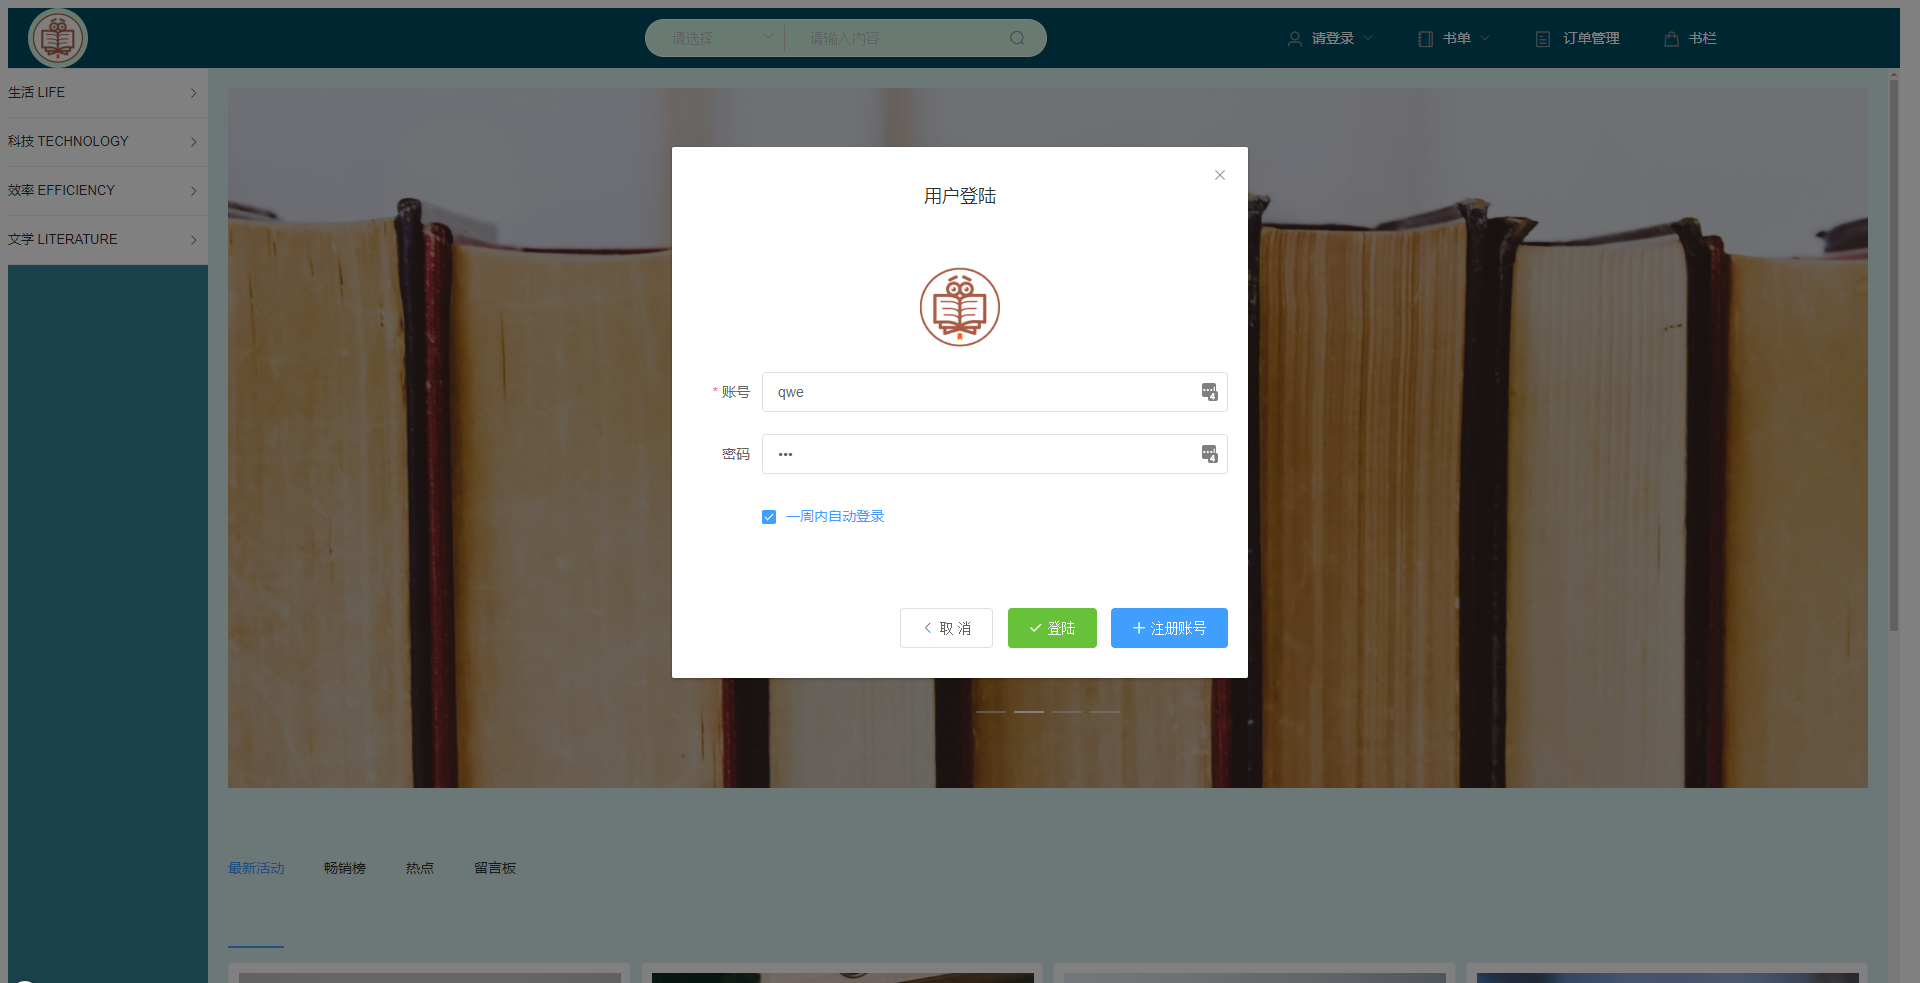 请选择
请输入内容
请登录
书单
订单管理
书栏
生活 LIFE
科技 TECHNOLOGY
效率 EFFICIENCY
文学 LITERATURE
用户登陆
* 账号
qwe
4
密码
•••
4
一周内自动登录
取 消
登陆
注册账号
最新活动
畅销榜
热点
留言板